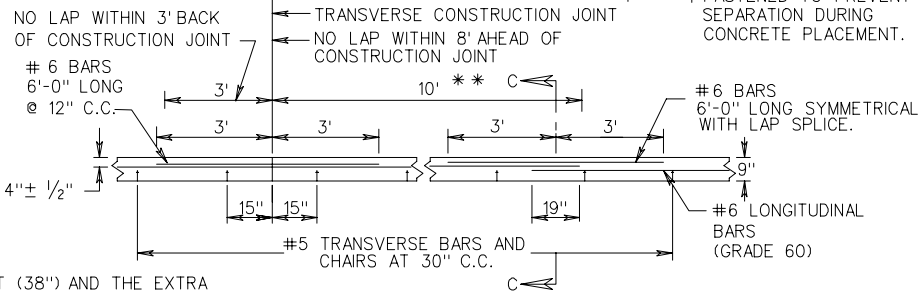 FASTENED TO PREVENT
SEPARATION DURING
CONCRETE PLACEMENT.
NO LAP WITHIN 3' BACK
OF CONSTRUCTION JOINT
TRANSVERSE CONSTRUCTION JOINT
NO LAP WITHIN 8' AHEAD OF
CONSTRUCTION JOINT
# 6 BARS
6'-0" LONG
@ 12" C.C.
3'
10' * *
C
#6 BARS
6'-0" LONG SYMMETRICAL
WITH LAP SPLICE.
3'
3'
3'
3'
4"± ½"
9"
15"
15"
19"
#6 LONGITUDINAL
BARS
(GRADE 60)
#5 TRANSVERSE BARS AND
CHAIRS AT 30" C.C.
C
(38") AND THE EXTRA